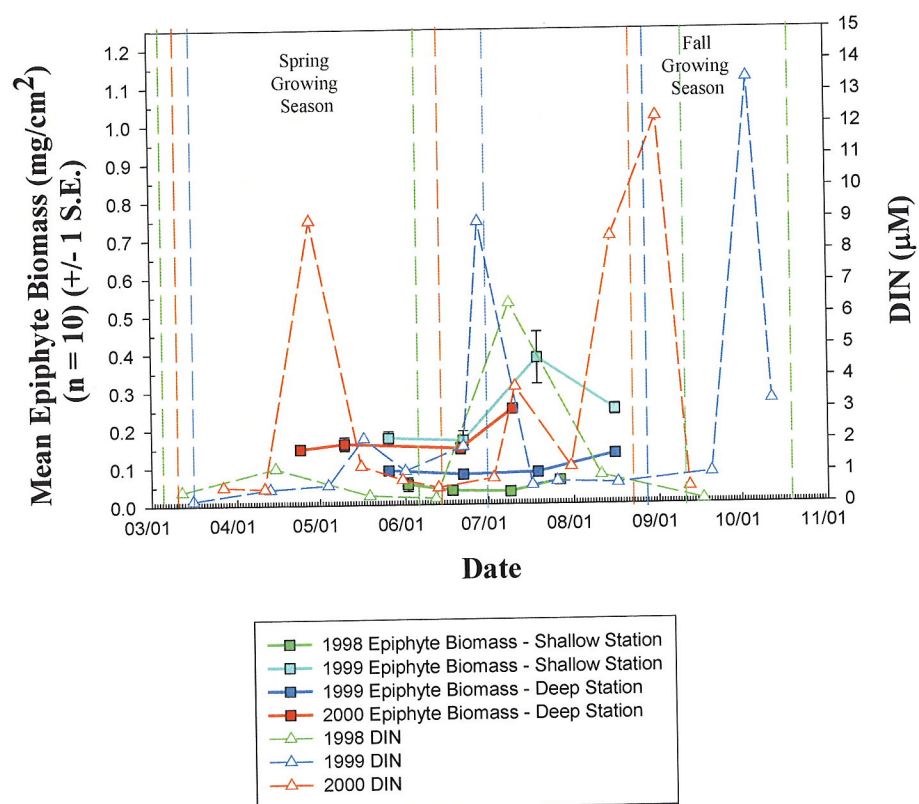 Mean Epiphyte Biomass (mg/cm²)
(n = 10) (+/- 1 S.E.)
1.2
1.1
1.0
0.9
0.8
0.7
0.6
0.5
0.4
0.3
0.2
0.1
0.0
Spring
Growing
Season
Fall
Growing
Season
15
14
13
12
11
10
9
8
7
6
5
4
3
2
1
0
DIN (μM)
03/01 04/01 05/01 06/01 07/01 08/01 09/01 10/01 11/01
Date
1998 Epiphyte Biomass - Shallow Station
1999 Epiphyte Biomass - Shallow Station
1999 Epiphyte Biomass - Deep Station
2000 Epiphyte Biomass - Deep Station
1998 DIN
1999 DIN
2000 DIN